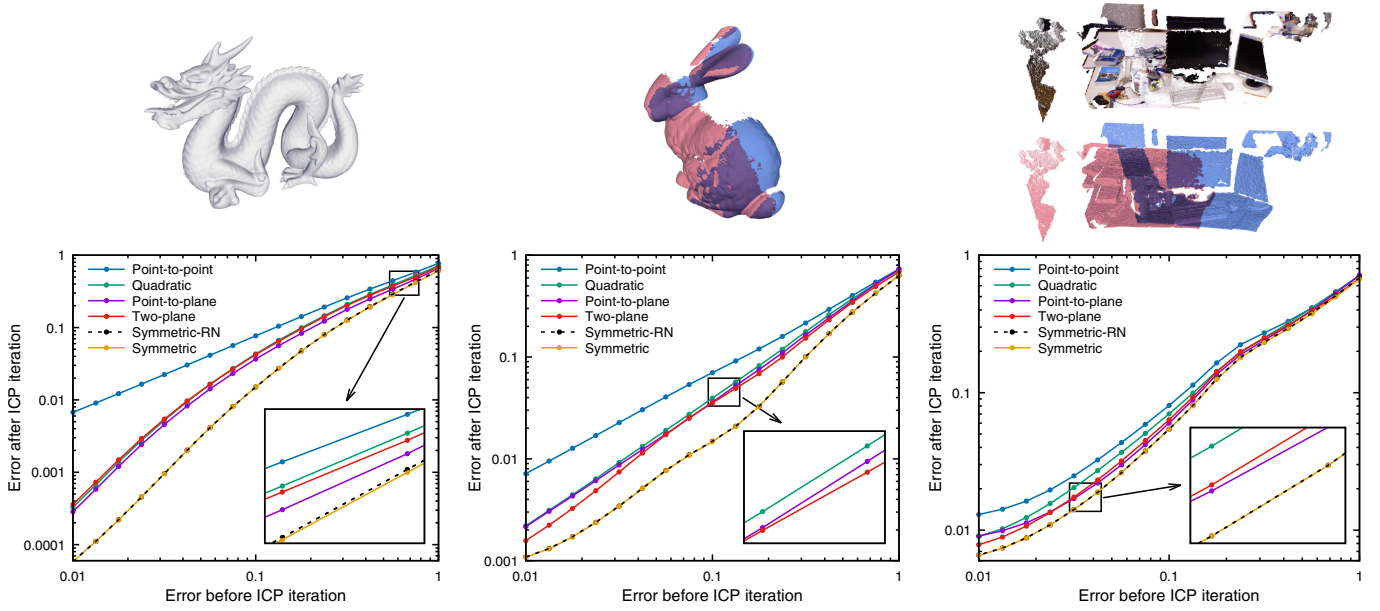 1
0.1
0.01
0.001
0.0001
0.01
0.1
1
Error after ICP iteration
Error before ICP iteration
Point-to-point
Quadratic
Point-to-plane
Two-plane
Symmetric-RN
Symmetric
1
0.1
0.01
0.001
0.01
0.1
1
Error after ICP iteration
Error before ICP iteration
Point-to-point
Quadratic
Point-to-plane
Two-plane
Symmetric-RN
Symmetric
1
0.1
0.01
0.01
0.1
1
Error after ICP iteration
Error before ICP iteration
Point-to-point
Quadratic
Point-to-plane
Two-plane
Symmetric-RN
Symmetric